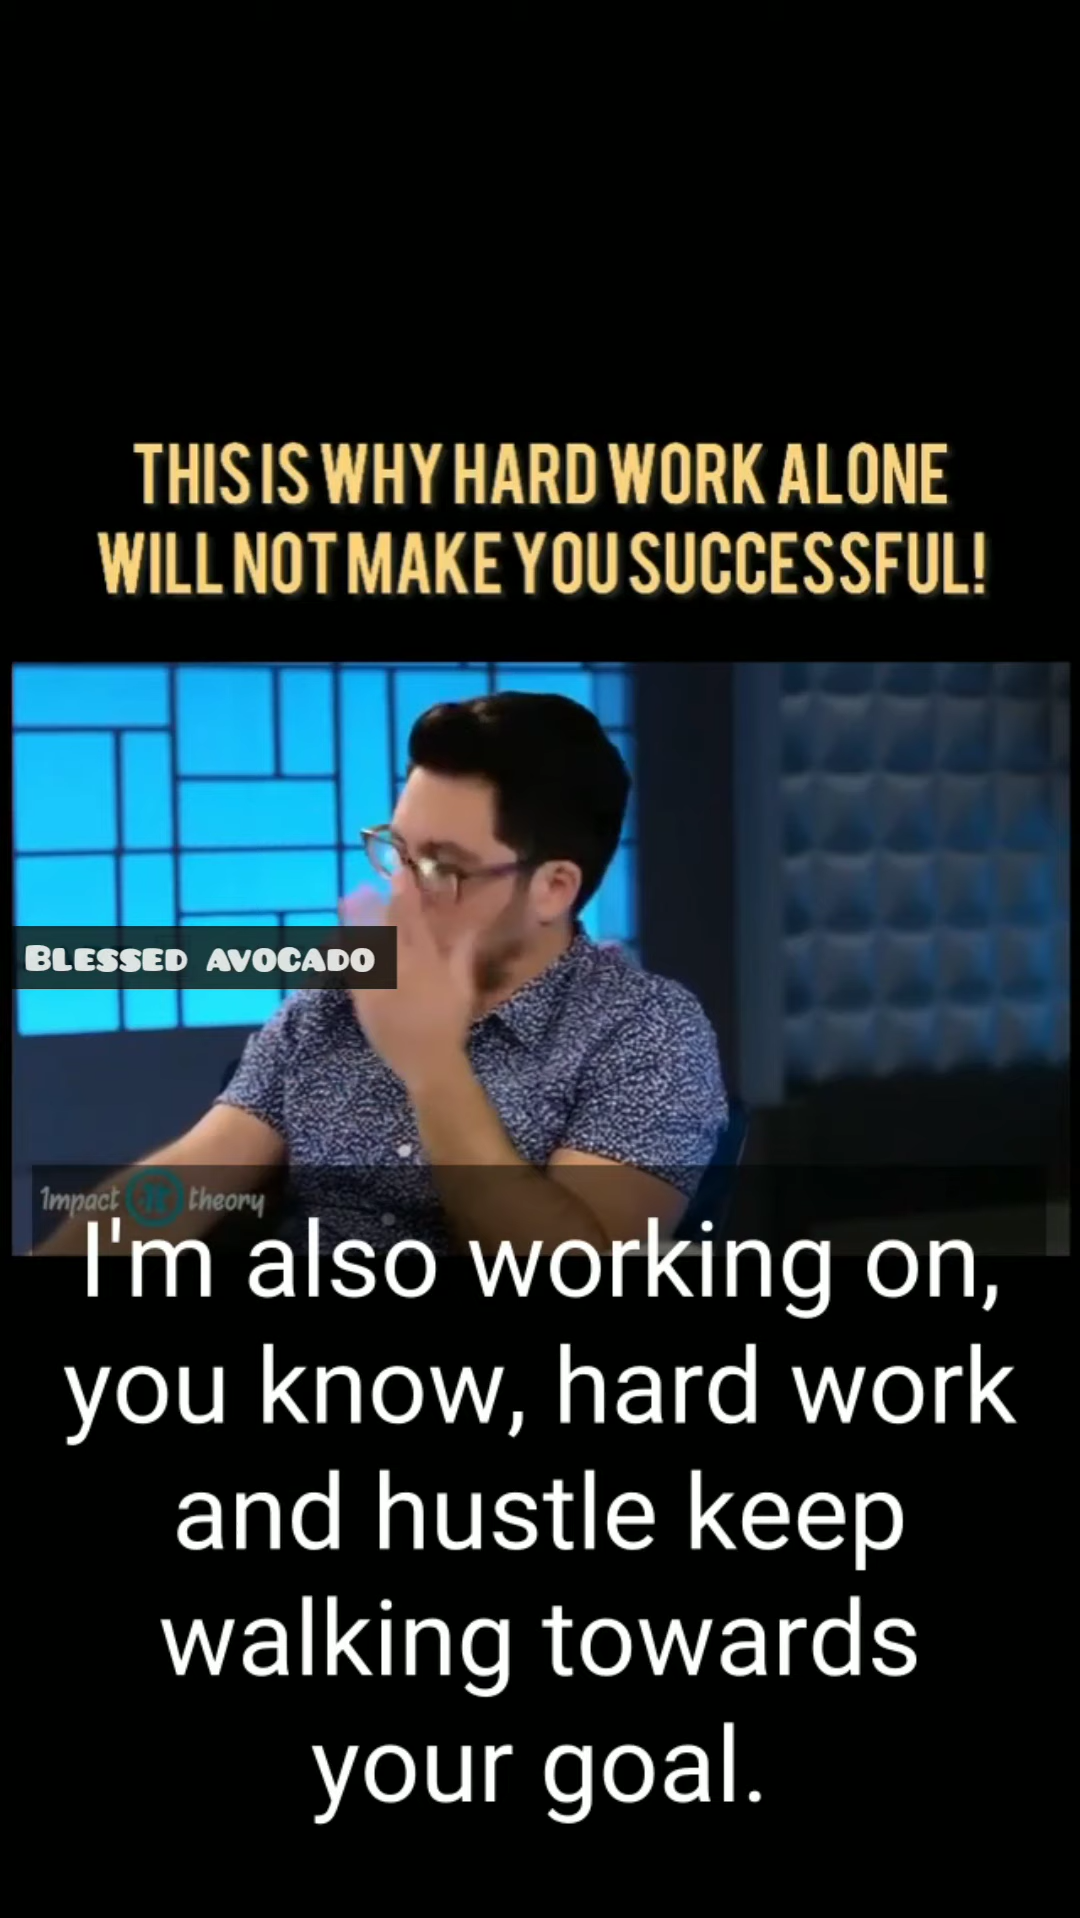 THIS IS WHY HARD WORK ALONE
WILL NOT MAKE YOU SUCCESSFUL!
BLESSED AVOCADO
Impact theory
I'm also working on,
you know, hard work
and hustle keep
walking towards
your goal.